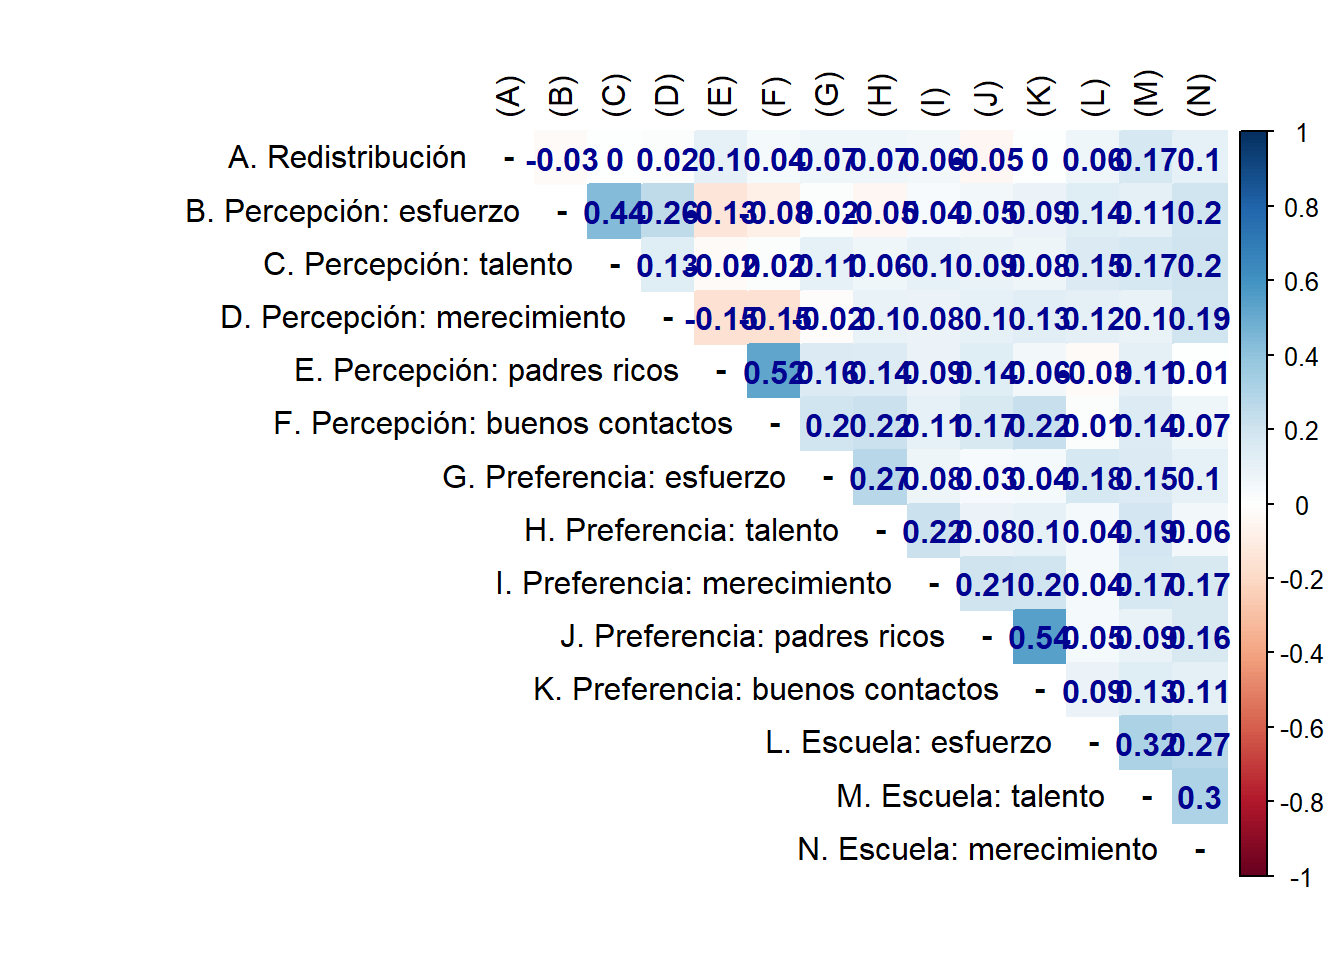 (A) (B) (C) (D) (E) (F) (G) (H) (I) (J) (K) (L) (M) (N)
A. Redistribución - -0.03 0 0.02 0.1 0.04 0.07 0.07 0.06 -0.05 0 0.06 0.17 0.1
B. Percepción: esfuerzo - 0.44 0.26 -0.13 -0.08 -0.02 -0.05 0.04 0.05 0.09 0.14 0.11 0.2
C. Percepción: talento - 0.13 -0.02 0.02 0.11 0.06 0.1 0.09 0.08 0.15 0.17 0.2
D. Percepción: merecimiento - -0.15 -0.15 -0.02 0.1 0.08 0.1 0.13 0.12 0.1 0.19
E. Percepción: padres ricos - 0.52 0.16 0.14 0.09 0.14 0.06 -0.03 0.11 0.01
F. Percepción: buenos contactos - 0.2 0.22 0.11 0.17 0.22 0.01 0.14 0.07
G. Preferencia: esfuerzo - 0.27 0.08 0.03 0.04 0.18 0.15 0.1
H. Preferencia: talento - 0.22 0.08 0.1 0.04 0.19 0.06
I. Preferencia: merecimiento - 0.21 0.2 0.04 0.17 0.17
J. Preferencia: padres ricos - 0.54 0.05 0.09 0.16
K. Preferencia: buenos contactos - 0.09 0.13 0.11
L. Escuela: esfuerzo - 0.32 0.27
M. Escuela: talento - 0.3
N. Escuela: merecimiento -
1
0.8
0.6
0.4
0.2
0
-0.2
-0.4
-0.6
-0.8
-1